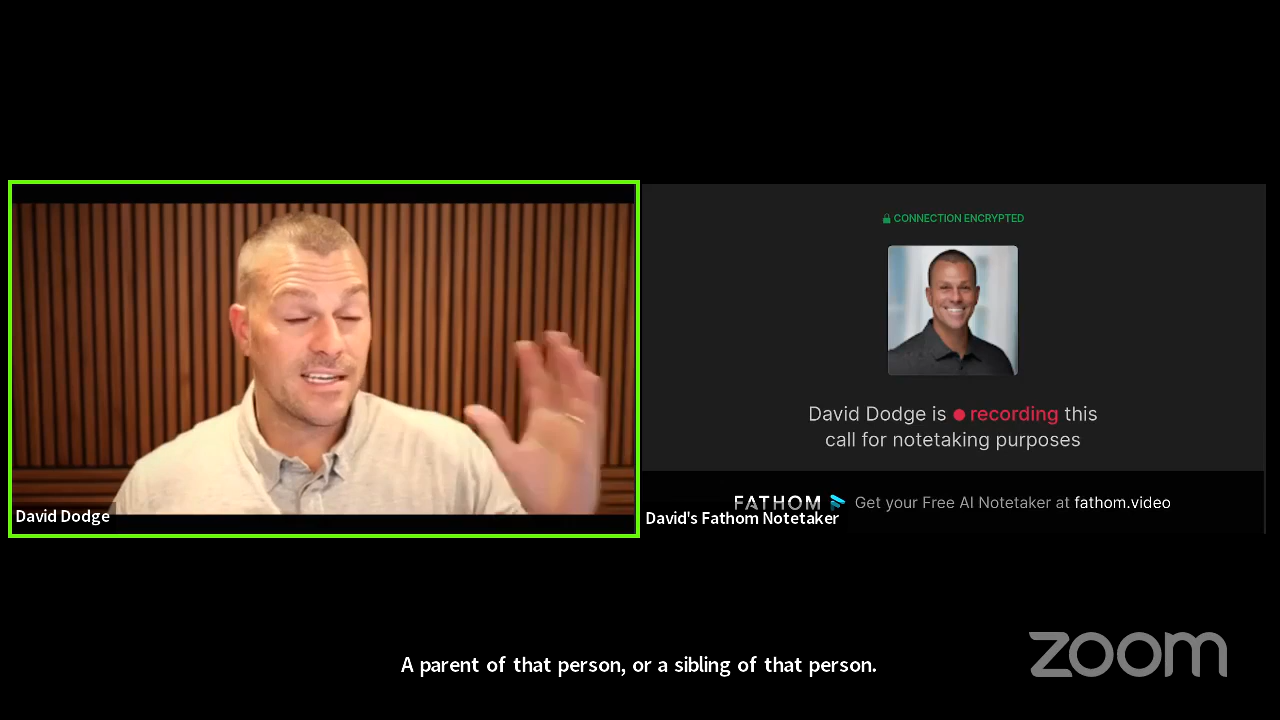 David Dodge
CONNECTION ENCRYPTED
David Dodge is recording this
call for notetaking purposes
FATHOM Get your Free AI Notetaker at fathom.video
David's Fathom Notetaker
A parent of that person, or a sibling of that person.
zoom